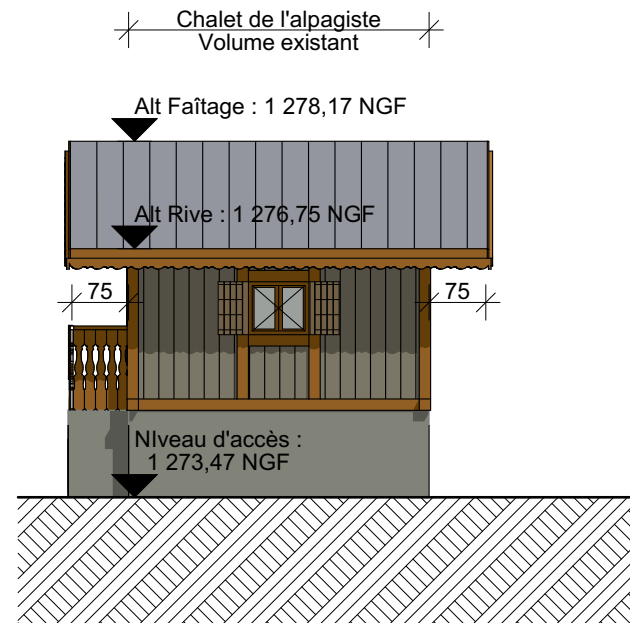 Chalet de l'alpagiste
Volume existant
Alt Faîtage : 1 278,17 NGF
Alt Rive : 1 276,75 NGF
75
75
NIveau d'accès :
1 273,47 NGF